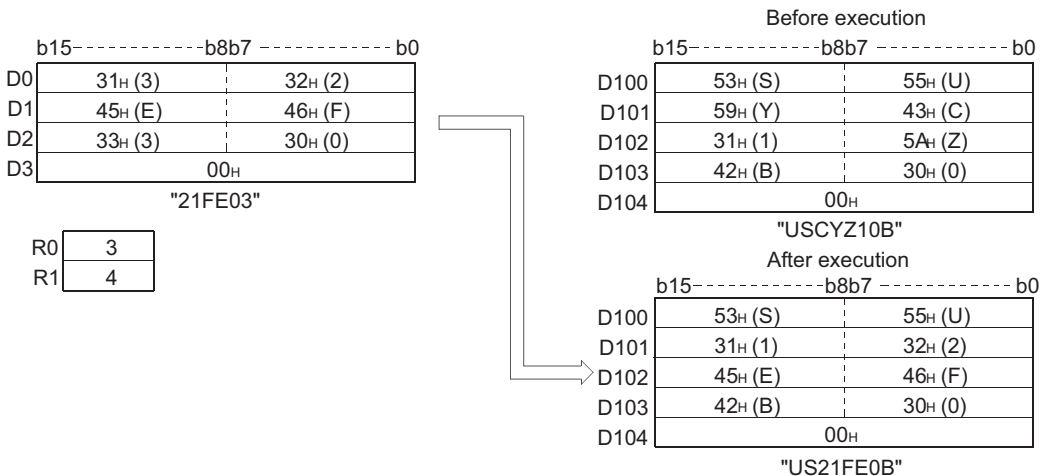 b15 b8b7 b0
D0 31H (3) 32H (2)
D1 45H (E) 46H (F)
D2 33H (3) 30H (0)
D3 00H
"21FE03"
R0 3
R1 4
Before execution
b15 b8b7 b0
D100 53H (S) 55H (U)
D101 59H (Y) 43H (C)
D102 31H (1) 5AH (Z)
D103 42H (B) 30H (0)
D104 00H
"USCYZ10B"
After execution
b15 b8b7 b0
D100 53H (S) 55H (U)
D101 31H (1) 32H (2)
D102 45H (E) 46H (F)
D103 42H (B) 30H (0)
D104 00H
"US21FE0B"